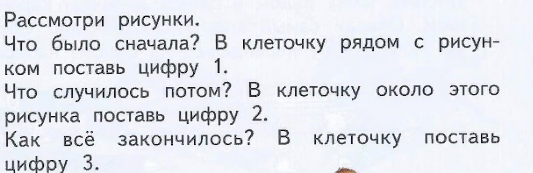 Рассмотри рисунки.
Что было сначала? В клеточку рядом с рисун-
ком поставь цифру 1.
Что случилось потом? В клеточку около этого
рисунка поставь цифру 2.
Как всё закончилось? В клеточку поставь
цифру 3.